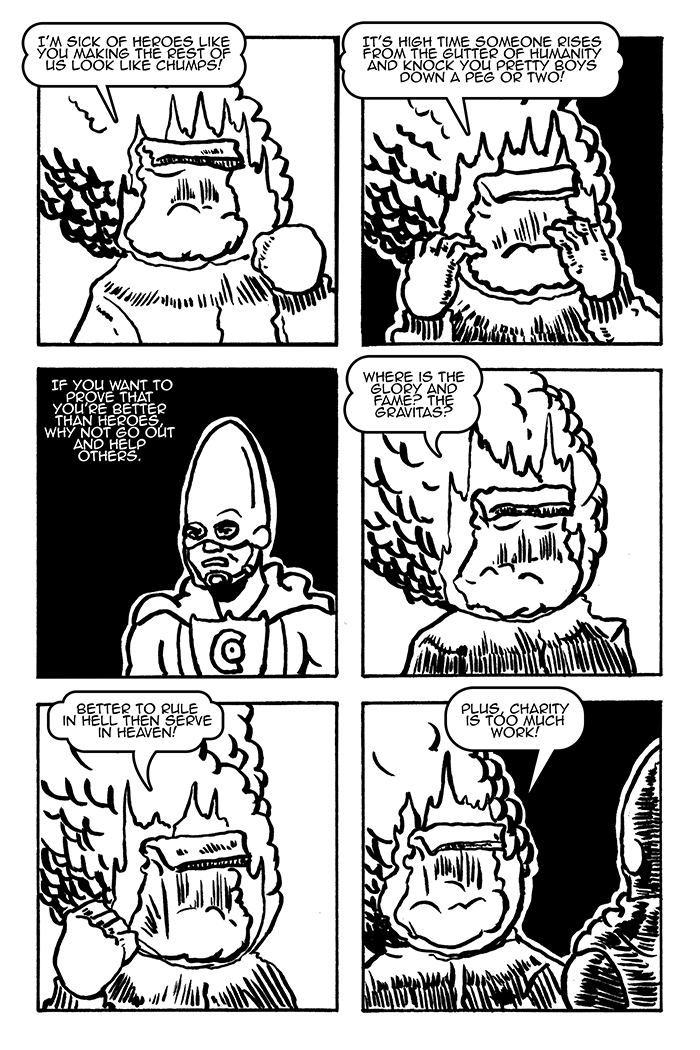 I'M SICK OF HEROES LIKE
YOU MAKING THE REST OF
US LOOK LIKE CHUMPS!
IT'S HIGH TIME SOMEONE RISES
FROM THE GUTTER OF HUMANITY
AND KNOCK YOU PRETTY BOYS
DOWN A PEG OR TWO!
IF YOU WANT TO
PROVE THAT
YOU'RE BETTER
THAN HEROES,
WHY NOT GO OUT
AND HELP
OTHERS.
WHERE IS THE
GLORY AND
FAME? THE
GRAVITAS?
BETTER TO RULE
IN HELL THEN SERVE
IN HEAVEN!
PLUS, CHARITY
IS TOO MUCH
WORK!